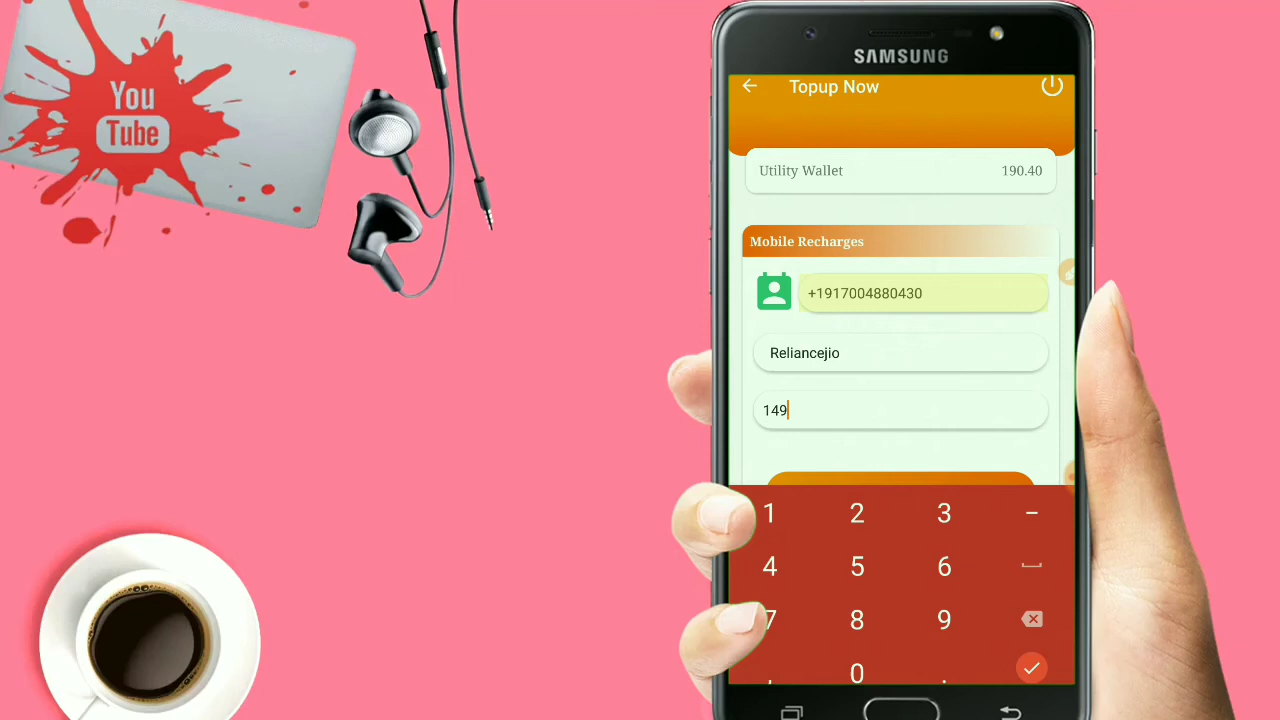 You
Tube
SAMSUNG
Topup Now
Utility Wallet 190.40
Mobile Recharges
+1917004880430
Reliancejio
149
1 2 3 -
4 5 6
7 8 9
, 0 .